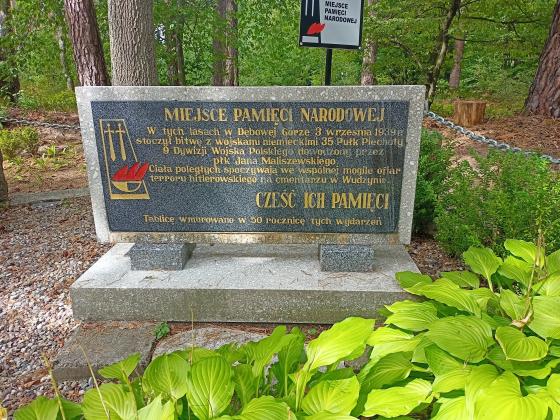 MIEJSCE
PAMIĘCI
NARODOWEJ
MIEJSCE PAMIĘCI NARODOWEJ
W tych lasach w Dębowej Górze 3 września 1939 r.
stoczył bitwę z wojskami niemieckimi 35 Pułk Piechoty
9 Dywizji Wojska Polskiego dowodzone przez
płk Jana Maliszewskiego.
Ciała poległych spoczywają we wspólnej mogile ofiar
terroru hitlerowskiego na cmentarzu w Wudzynie.
CZEŚĆ ICH PAMIĘCI
Tablicę wmurowano w 50 rocznicę tych wydarzeń